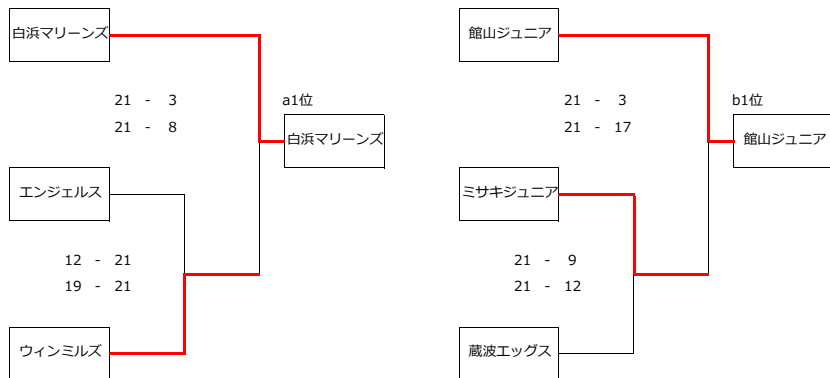 白浜マリーンズ
21 - 3
21 - 8
a1位
白浜マリーンズ
エンジェルス
12 - 21
19 - 21
ウィンミルズ
館山ジュニア
21 - 3
21 - 17
b1位
館山ジュニア
ミサキジュニア
21 - 9
21 - 12
蔵波エッグス